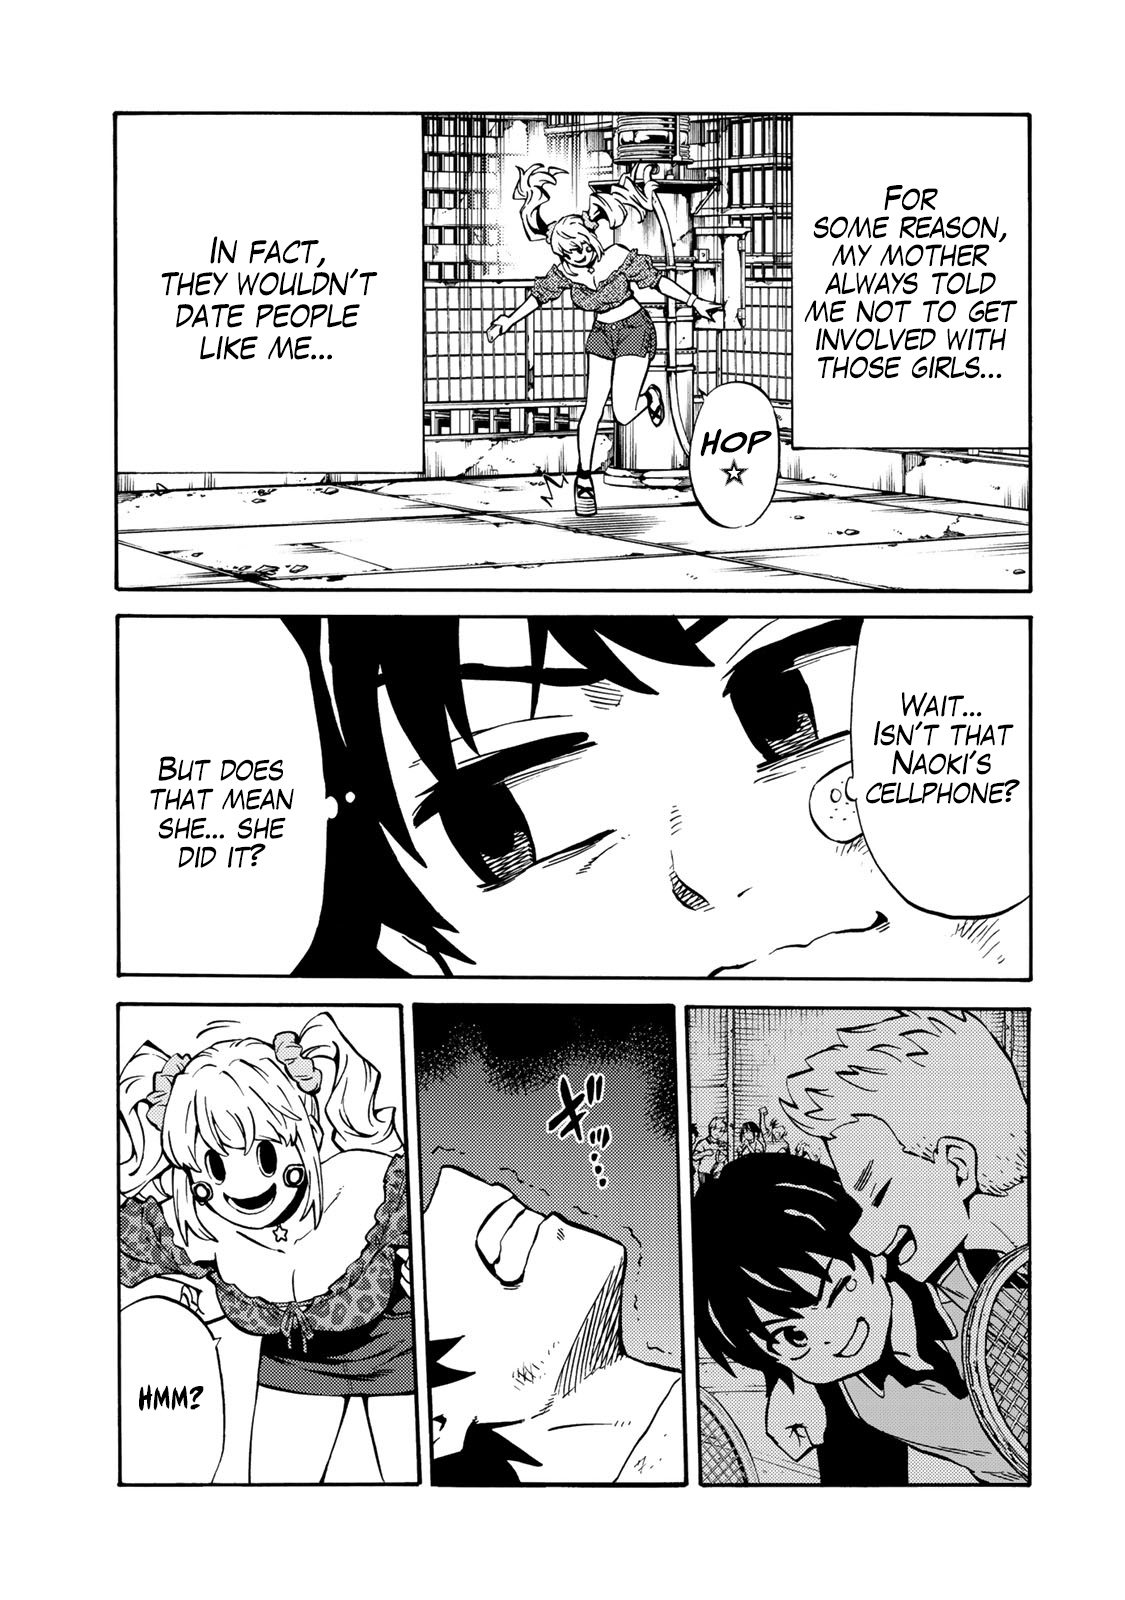 FOR
SOME REASON,
MY MOTHER
ALWAYS TOLD
ME NOT TO GET
INVOLVED WITH
THOSE GIRLS...
HOP
☆
IN FACT,
THEY WOULDN'T
DATE PEOPLE
LIKE ME...
WAIT...
ISN'T THAT
NAOKI'S
CELLPHONE?
BUT DOES
THAT MEAN
SHE... SHE
DID IT?
HMM?